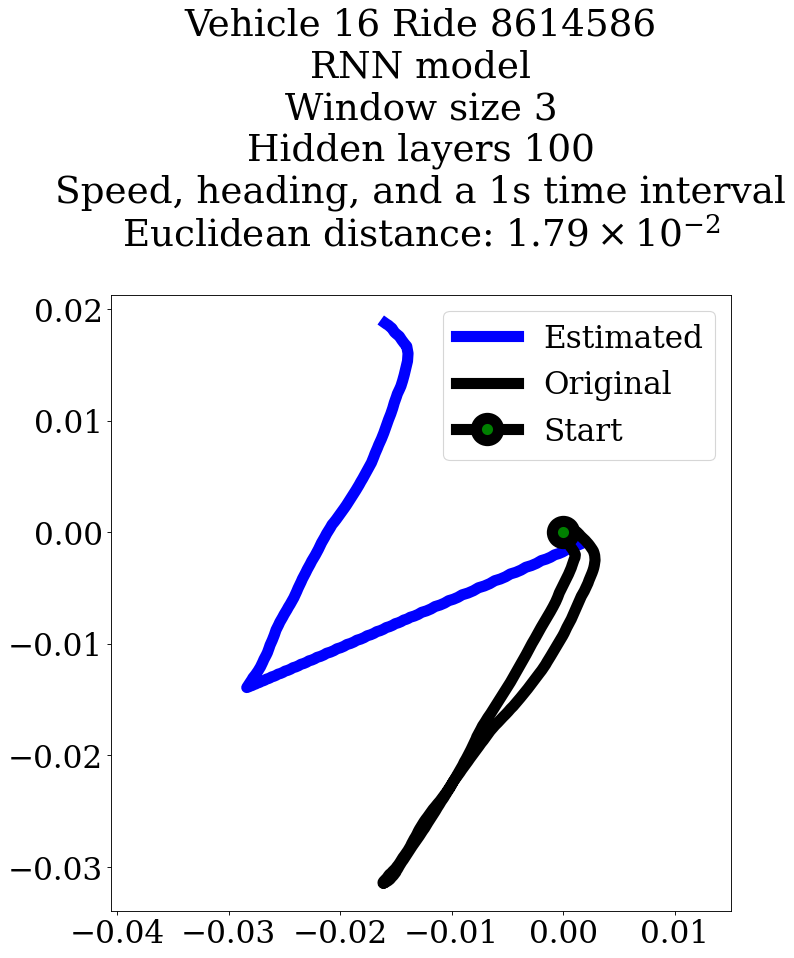 Vehicle 16 Ride 8614586
RNN model
Window size 3
Hidden layers 100
Speed, heading, and a 1s time interval
Euclidean distance: 1.79 × 10⁻²
Estimated
Original
Start
0.02
0.01
0.00
−0.01
−0.02
−0.03
−0.04 −0.03 −0.02 −0.01 0.00 0.01